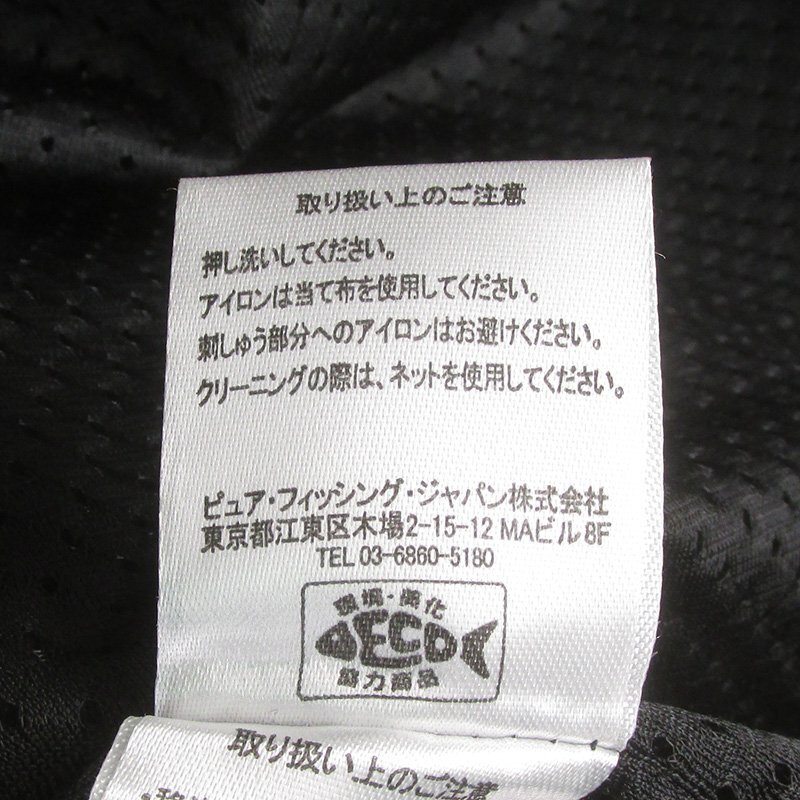 取り扱い上のご注意
押し洗いしてください。
アイロンは当て布を使用してください。
刺しゅう部分へのアイロンはお避けください。
クリーニングの際は、ネットを使用してください。
ピュア・フィッシング・ジャパン株式会社
東京都江東区木場2-15-12 MAビル8F
TEL 03-6860-5180
環境・美化
ECO
協力商品
取り扱い上のご注意